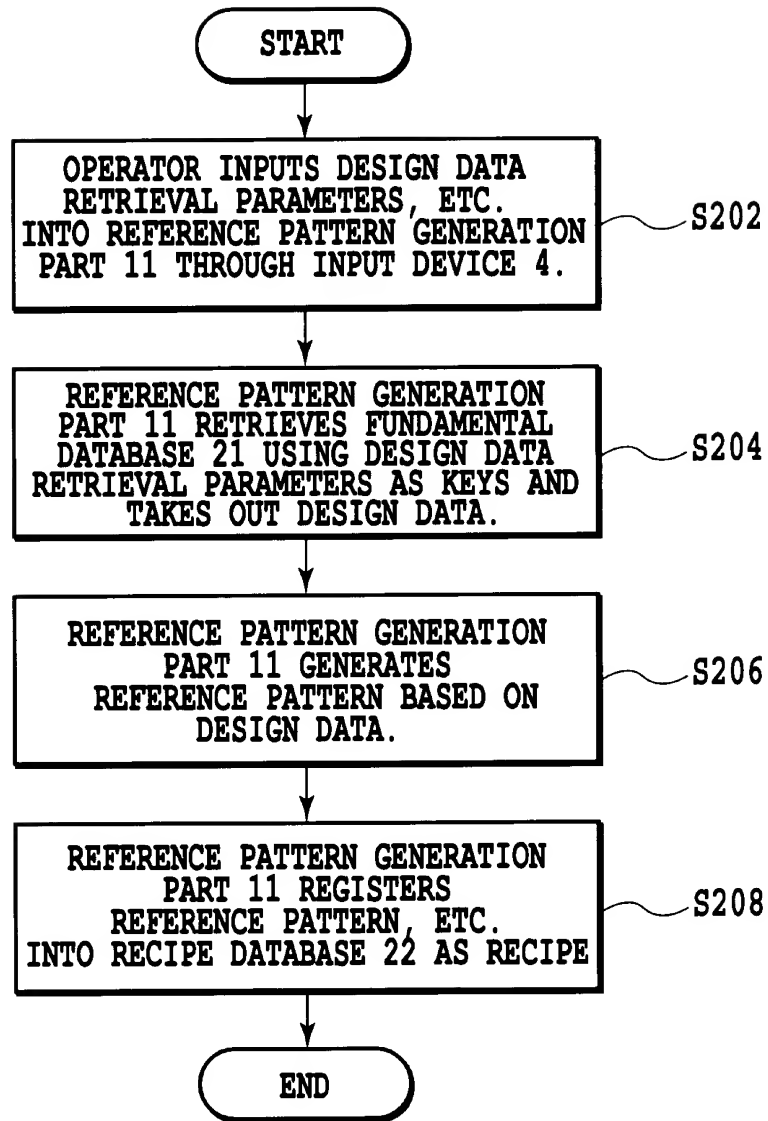 START
OPERATOR INPUTS DESIGN DATA
RETRIEVAL PARAMETERS, ETC.
INTO REFERENCE PATTERN GENERATION
PART 11 THROUGH INPUT DEVICE 4.
S202
REFERENCE PATTERN GENERATION
PART 11 RETRIEVES FUNDAMENTAL
DATABASE 21 USING DESIGN DATA
RETRIEVAL PARAMETERS AS KEYS AND
TAKES OUT DESIGN DATA.
S204
REFERENCE PATTERN GENERATION
PART 11 GENERATES
REFERENCE PATTERN BASED ON
DESIGN DATA.
S206
REFERENCE PATTERN GENERATION
PART 11 REGISTERS
REFERENCE PATTERN, ETC.
INTO RECIPE DATABASE 22 AS RECIPE
S208
END